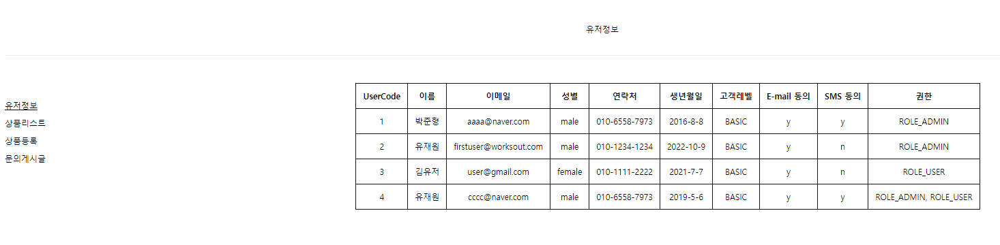 유저정보
유저정보
상품리스트
상품등록
문의게시글
UserCode 이름 이메일 성별 연락처 생년월일 고객레벨 E-mail 동의 SMS 동의 권한
1 박준형 aaaa@naver.com male 010-6558-7973 2016-8-8 BASIC y y ROLE_ADMIN
2 유재원 firstuser@worksout.com male 010-1234-1234 2022-10-9 BASIC y n ROLE_ADMIN
3 김유저 user@gmail.com female 010-1111-2222 2021-7-7 BASIC y n ROLE_USER
4 유재원 cccc@naver.com male 010-6558-7973 2019-5-6 BASIC y y ROLE_ADMIN, ROLE_USER